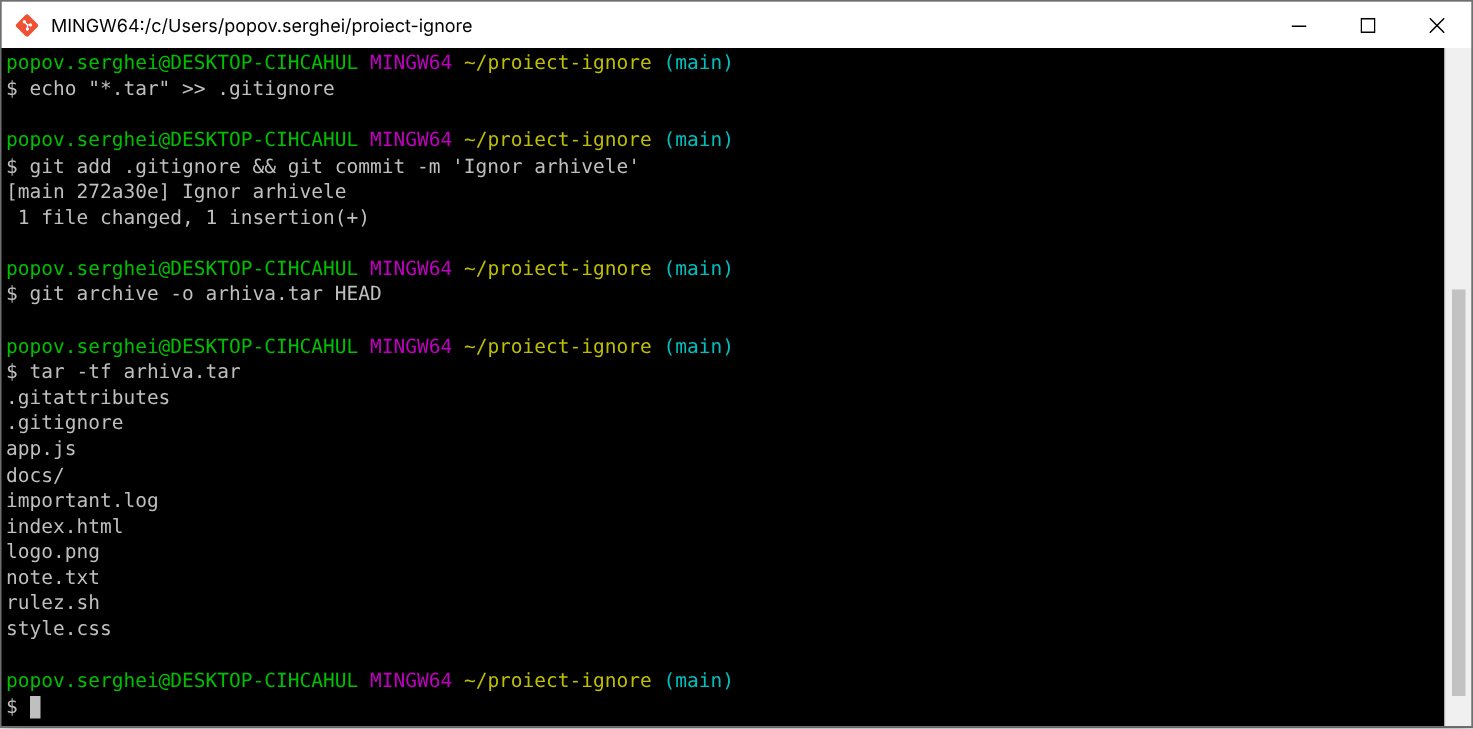 MINGW64:/c/Users/popov.serghei/proiect-ignore
popov.serghei@DESKTOP-CIHCAHUL MINGW64 ~/proiect-ignore (main)
$ echo "*.tar" >> .gitignore
popov.serghei@DESKTOP-CIHCAHUL MINGW64 ~/proiect-ignore (main)
$ git add .gitignore && git commit -m 'Ignor arhivele'
[main 272a30e] Ignor arhivele
 1 file changed, 1 insertion(+)
popov.serghei@DESKTOP-CIHCAHUL MINGW64 ~/proiect-ignore (main)
$ git archive -o arhiva.tar HEAD
popov.serghei@DESKTOP-CIHCAHUL MINGW64 ~/proiect-ignore (main)
$ tar -tf arhiva.tar
.gitattributes
.gitignore
app.js
docs/
important.log
index.html
logo.png
note.txt
rulez.sh
style.css
popov.serghei@DESKTOP-CIHCAHUL MINGW64 ~/proiect-ignore (main)
$